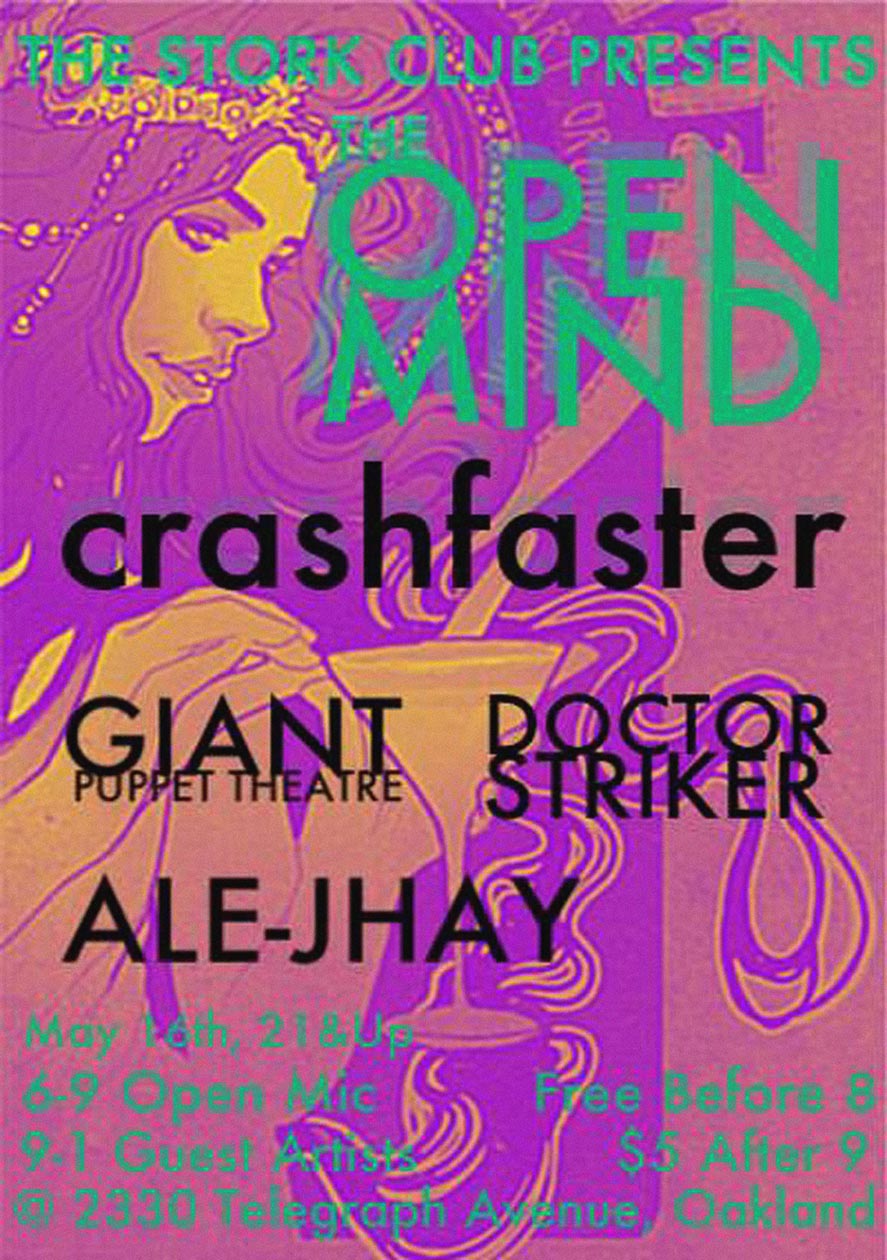 THE STORK CLUB PRESENTS
THE
OPEN
MIND
crashfaster
GIANT
PUPPET THEATRE
DOCTOR
STRIKER
ALE-JHAY
May 16th, 21&Up
6-9 Open Mic
Free Before 8
9-1 Guest Artists
$5 After 9
@ 2330 Telegraph Avenue, Oakland